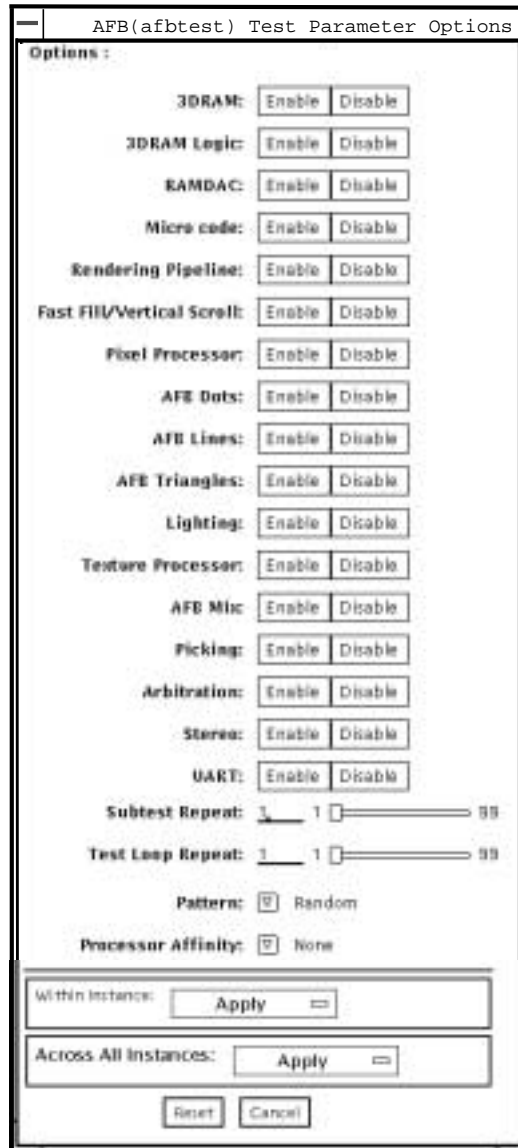 AFB(afbtest) Test Parameter Options
Options :
3DRAM: Enable Disable
3DRAM Logic: Enable Disable
RAMDAC: Enable Disable
Micro code: Enable Disable
Rendering Pipeline: Enable Disable
Fast Fill/Vertical Scroll: Enable Disable
Pixel Processor: Enable Disable
AFB Dots: Enable Disable
AFB Lines: Enable Disable
AFB Triangles: Enable Disable
Lighting: Enable Disable
Texture Processor: Enable Disable
AFB Mix: Enable Disable
Picking: Enable Disable
Arbitration: Enable Disable
Stereo: Enable Disable
UART: Enable Disable
Subtest Repeat: 1 1 99
Test Loop Repeat: 1 1 99
Pattern: Random
Processor Affinity: None
Within Instance: Apply
Across All Instances: Apply
Reset Cancel